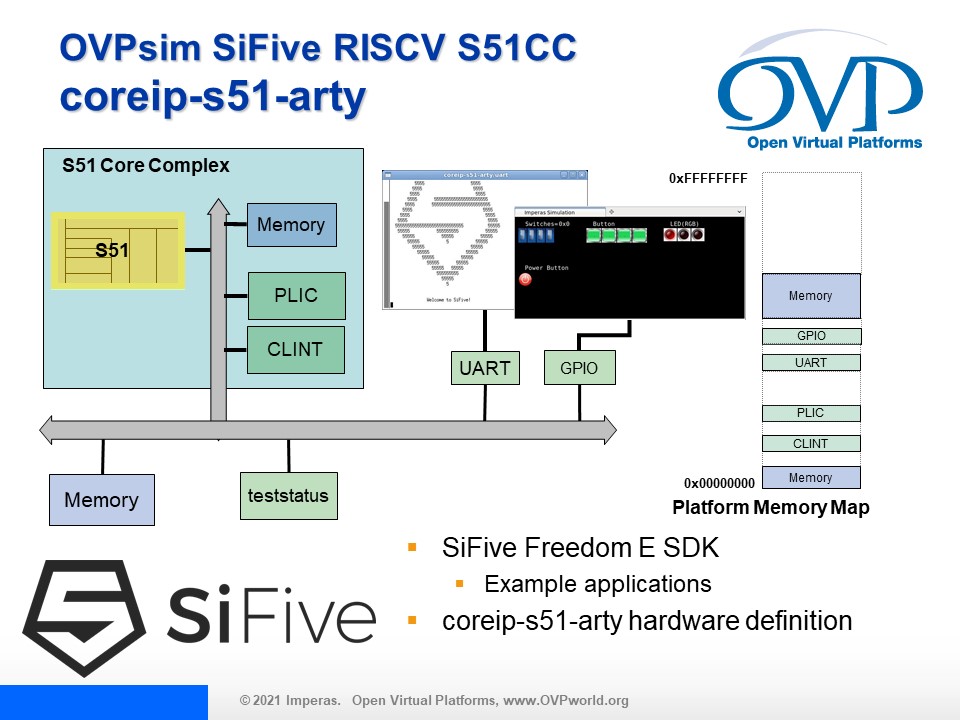 OVPsim SiFive RISCV S51CC
coreip-s51-arty
OVP
Open Virtual Platforms
S51 Core Complex
S51
Memory
PLIC
CLINT
coreip-s51-arty.uart
Welcome to SiFive!
Imperas Simulation
Switches=0x0
Button
LED(RGB)
Power Button
UART
GPIO
Memory
teststatus
0xFFFFFFFF
Memory
GPIO
UART
PLIC
CLINT
Memory
0x00000000
Platform Memory Map
SiFive Freedom E SDK
Example applications
coreip-s51-arty hardware definition
SiFive
© 2021 Imperas. Open Virtual Platforms, www.OVPworld.org